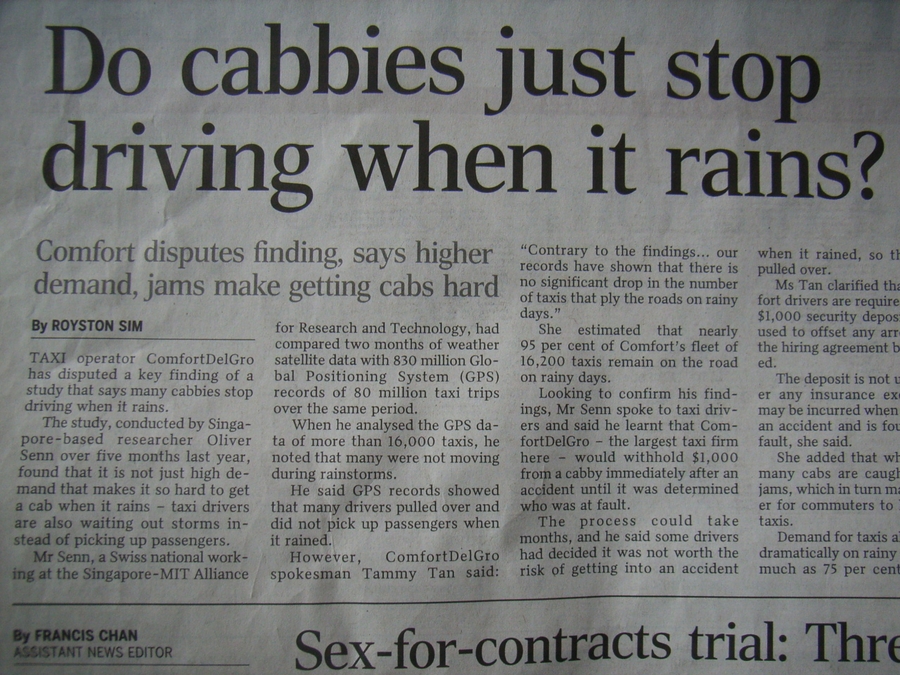 Do cabbies just stop
driving when it rains?
Comfort disputes finding, says higher
demand, jams make getting cabs hard
By ROYSTON SIM
TAXI operator ComfortDelGro
has disputed a key finding of a
study that says many cabbies stop
driving when it rains.
The study, conducted by Singa-
pore-based researcher Oliver
Senn over five months last year,
found that it is not just high de-
mand that makes it so hard to get
a cab when it rains – taxi drivers
are also waiting out storms in-
stead of picking up passengers.
Mr Senn, a Swiss national work-
ing at the Singapore-MIT Alliance
for Research and Technology, had
compared two months of weather
satellite data with 830 million Glo-
bal Positioning System (GPS)
records of 80 million taxi trips
over the same period.
When he analysed the GPS da-
ta of more than 16,000 taxis, he
noted that many were not moving
during rainstorms.
He said GPS records showed
that many drivers pulled over and
did not pick up passengers when
it rained.
However, ComfortDelGro
spokesman Tammy Tan said:
"Contrary to the findings... our
records have shown that there is
no significant drop in the number
of taxis that ply the roads on rainy
days."
She estimated that nearly
95 per cent of Comfort's fleet of
16,200 taxis remain on the road
on rainy days.
Looking to confirm his find-
ings, Mr Senn spoke to taxi driv-
ers and said he learnt that Com-
fortDelGro – the largest taxi firm
here – would withhold $1,000
from a cabby immediately after an
accident until it was determined
who was at fault.
The process could take
months, and he said some drivers
had decided it was not worth the
risk of getting into an accident
when it rained, so th
pulled over.
Ms Tan clarified tha
fort drivers are require
$1,000 security depos
used to offset any arr
the hiring agreement b
ed.
The deposit is not u
er any insurance exc
may be incurred when
an accident and is fou
fault, she said.
She added that wh
many cabs are caugh
jams, which in turn ma
er for commuters to
taxis.
Demand for taxis al
dramatically on rainy
much as 75 per cent
By FRANCIS CHAN
ASSISTANT NEWS EDITOR
Sex-for-contracts trial: Thre